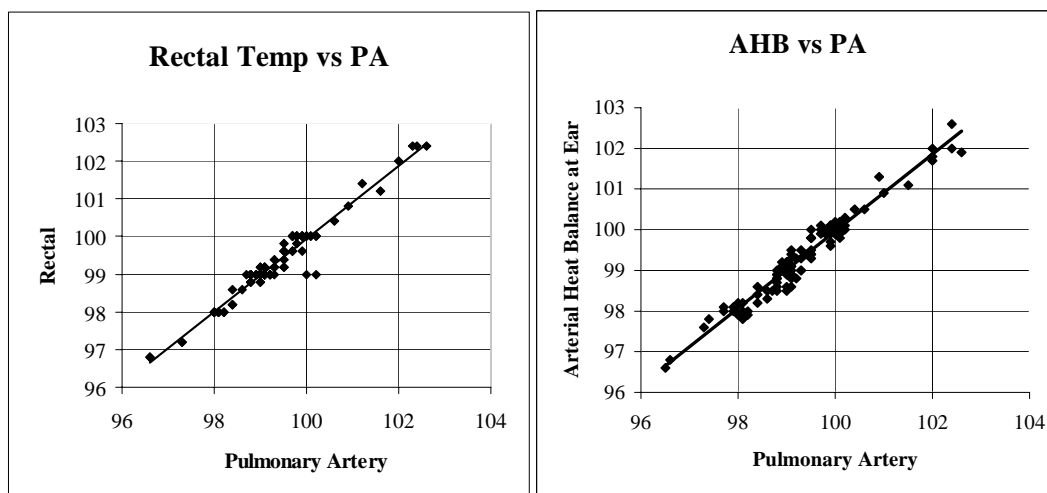 Rectal Temp vs PA
Rectal
103
102
101
100
99
98
97
96
96 98 100 102 104
Pulmonary Artery
AHB vs PA
Arterial Heat Balance at Ear
103
102
101
100
99
98
97
96
96 98 100 102 104
Pulmonary Artery